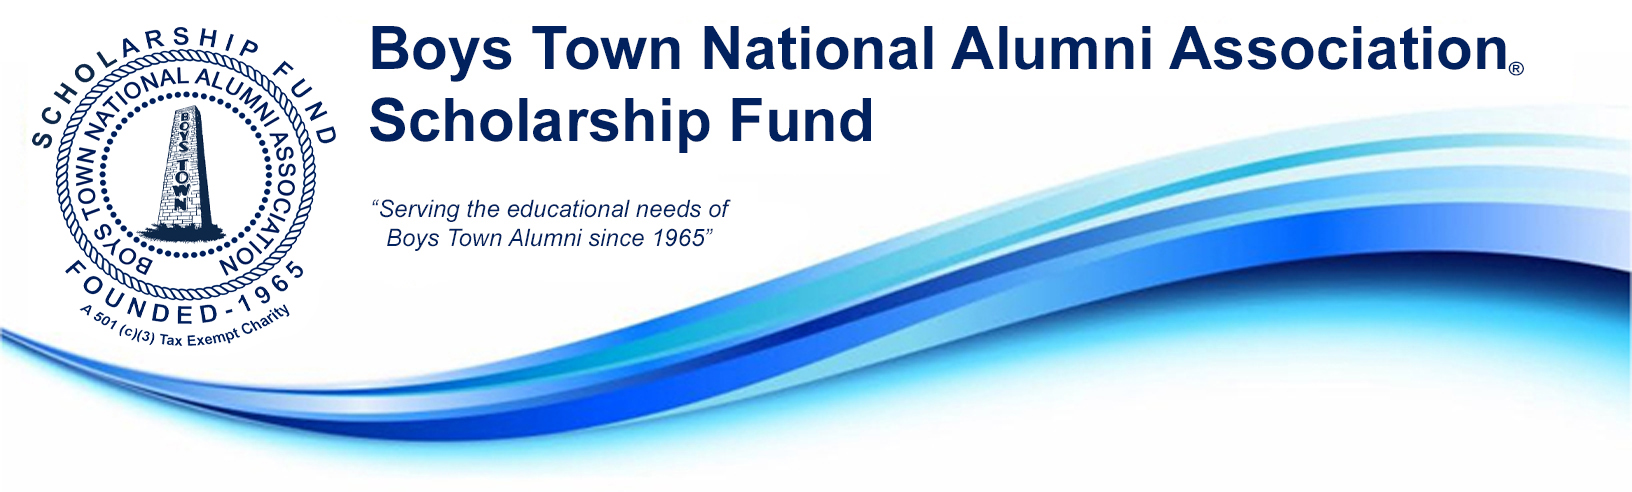 SCHOLARSHIP FUND
BOYS TOWN NATIONAL ALUMNI ASSOCIATION
BOYS TOWN
FOUNDED-1965
A 501 (c)(3) Tax Exempt Charity
Boys Town National Alumni Association®
Scholarship Fund
“Serving the educational needs of
Boys Town Alumni since 1965”